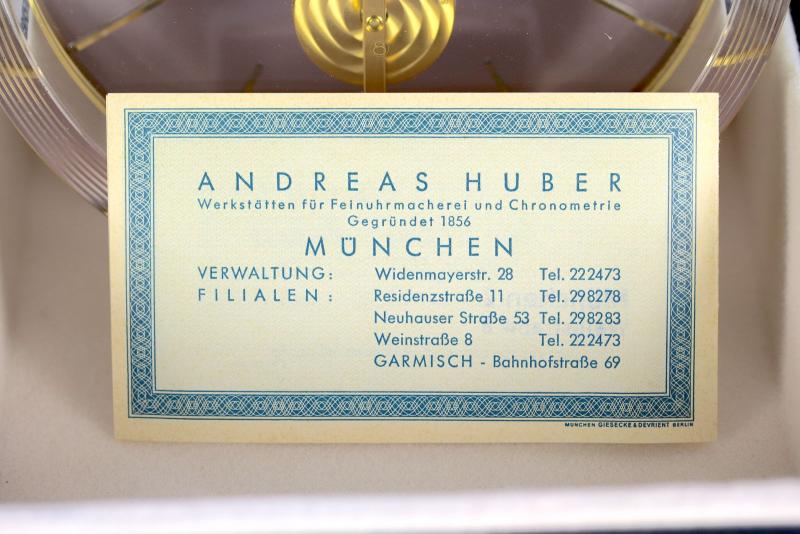 8
ANDREAS HUBER
Werkstätten für Feinuhrmacherei und Chronometrie
Gegründet 1856
MÜNCHEN
VERWALTUNG: Widenmayerstr. 28 Tel. 222473
FILIALEN: Residenzstraße 11 Tel. 298278
Neuhauser Straße 53 Tel. 298283
Weinstraße 8 Tel. 222473
GARMISCH - Bahnhofstraße 69
MÜNCHEN GIESECKE & DEVRIENT BERLIN